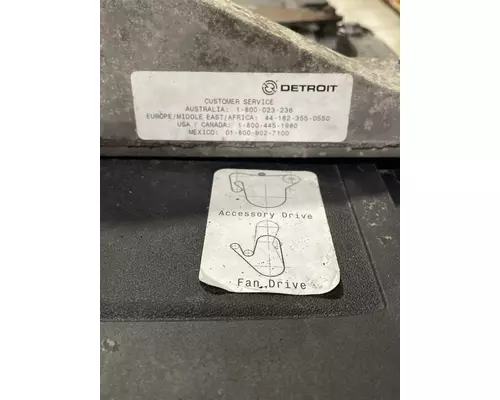 DETROIT
CUSTOMER SERVICE
AUSTRALIA: 1-800-023-236
EUROPE/MIDDLE EAST/AFRICA: 44-182-355-0550
USA / CANADA: 1-800-445-1980
MEXICO: 01-800-902-7100
Accessory Drive
Fan Drive